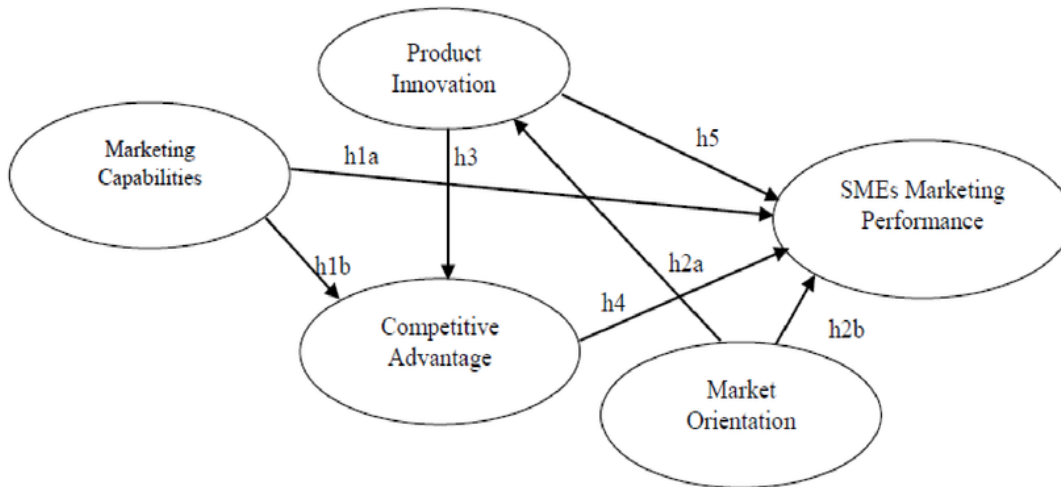 Product
Innovation
h5
Marketing
Capabilities
h1a
h3
SMEs Marketing
Performance
h1b
h2a
h4
Competitive
Advantage
h2b
Market
Orientation